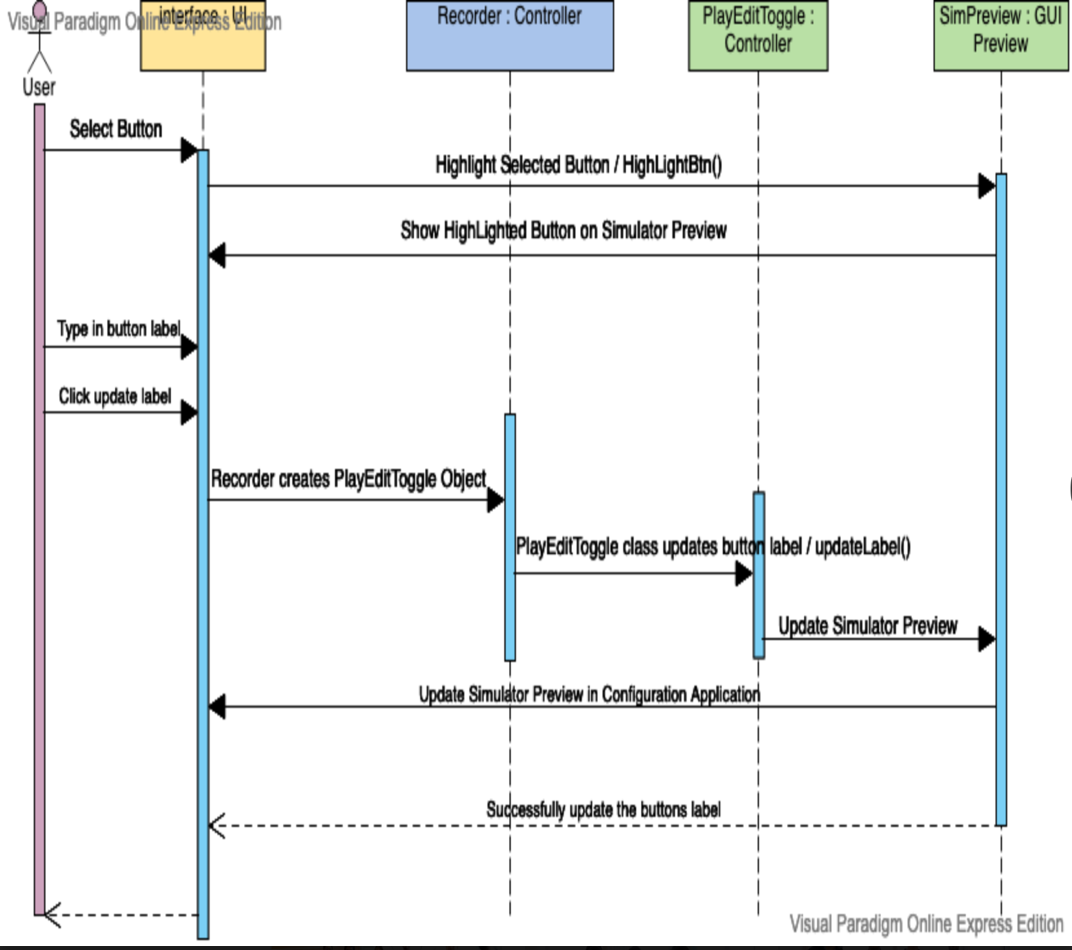 Visual Paradigm Online Express Edition
interface : UI
Recorder : Controller
PlayEditToggle :
Controller
SimPreview : GUI
Preview
User
Select Button
Highlight Selected Button / HighLightBtn()
Show HighLighted Button on Simulator Preview
Type in button label
Click update label
Recorder creates PlayEditToggle Object
PlayEditToggle class updates button label / updateLabel()
Update Simulator Preview
Update Simulator Preview in Configuration Application
Successfully update the buttons label
Visual Paradigm Online Express Edition